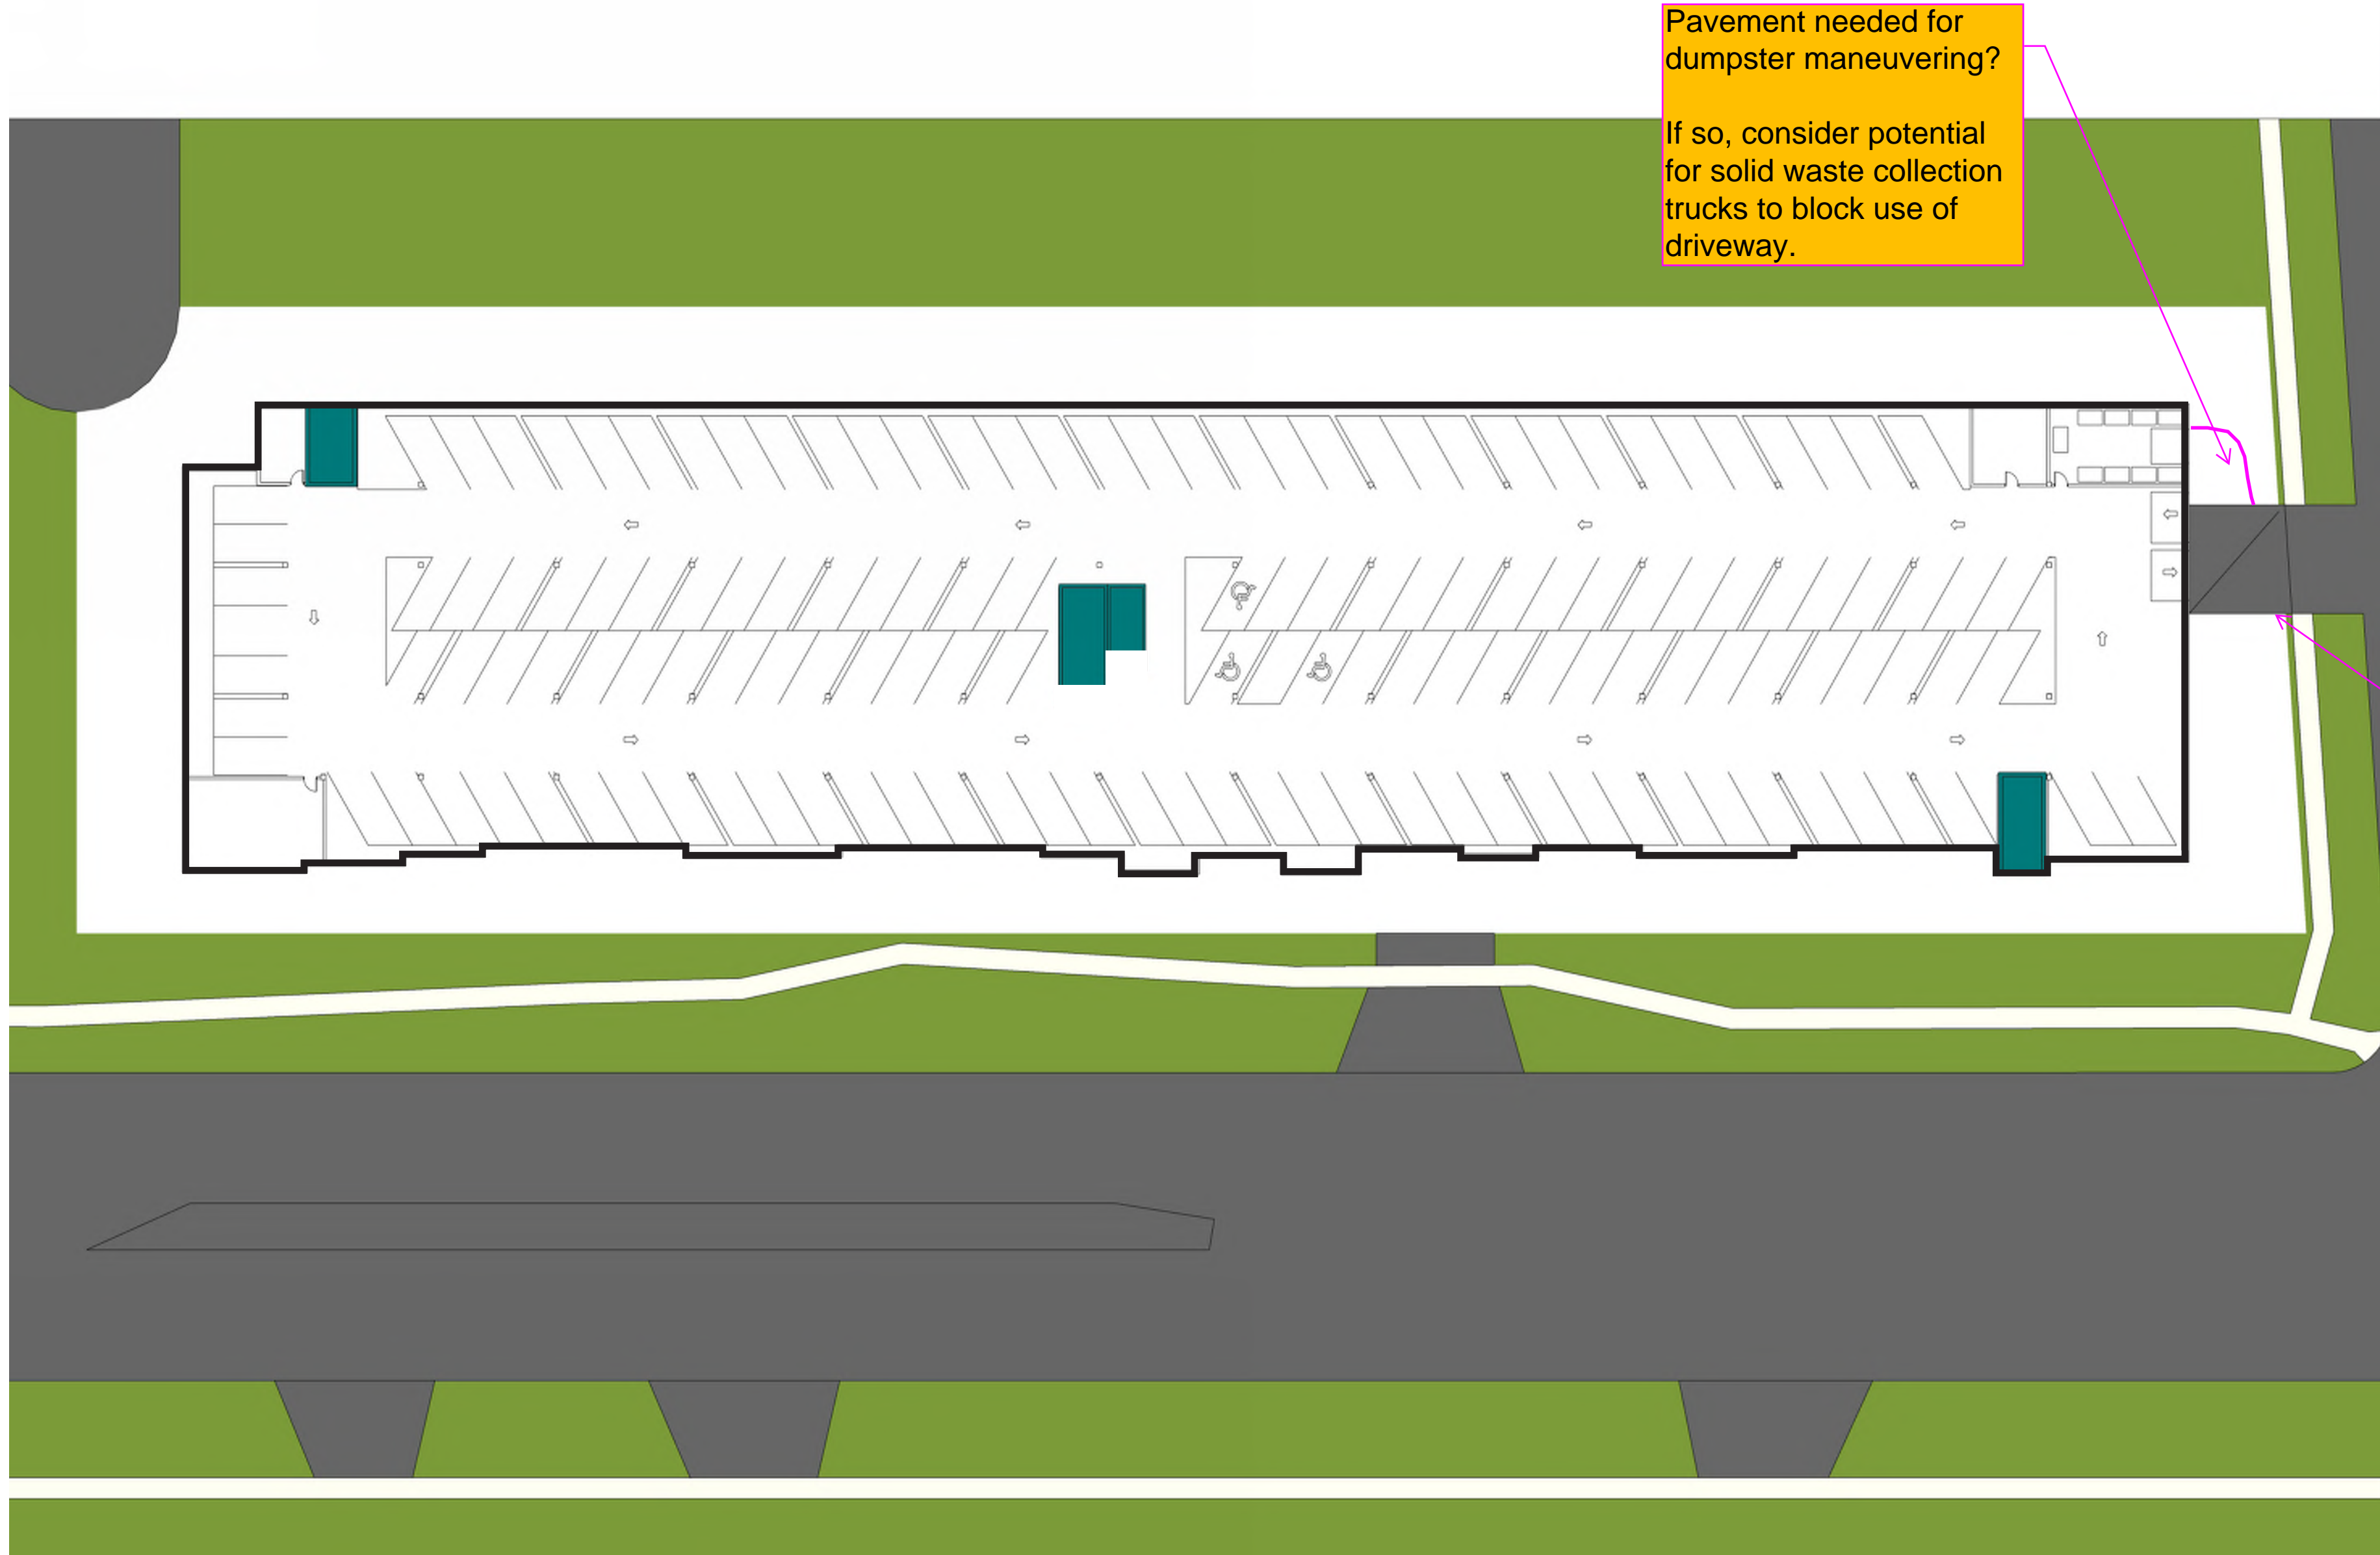 Pavement needed for
dumpster maneuvering?
If so, consider potential
for solid waste collection
trucks to block use of
driveway.